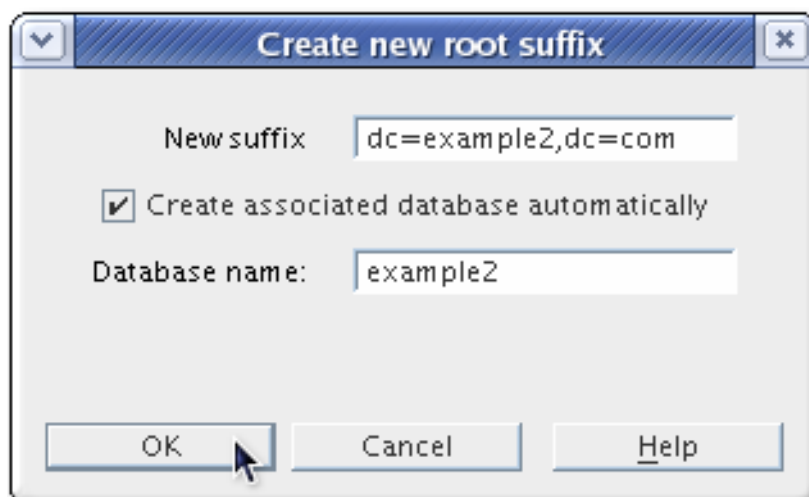 Create new root suffix
New suffix dc=example2,dc=com
Create associated database automatically
Database name: example2
OK Cancel Help